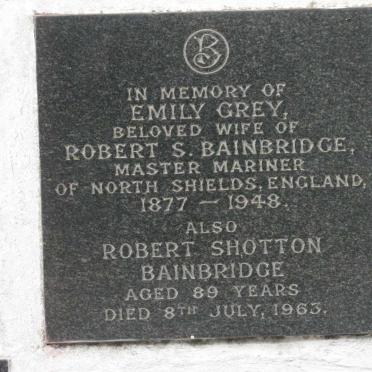 B
IN MEMORY OF
EMILY GREY,
BELOVED WIFE OF
ROBERT S. BAINBRIDGE,
MASTER MARINER
OF NORTH SHIELDS, ENGLAND,
1877 — 1948.
ALSO
ROBERT SHOTTON
BAINBRIDGE
AGED 89 YEARS
DIED 8TH JULY, 1963.